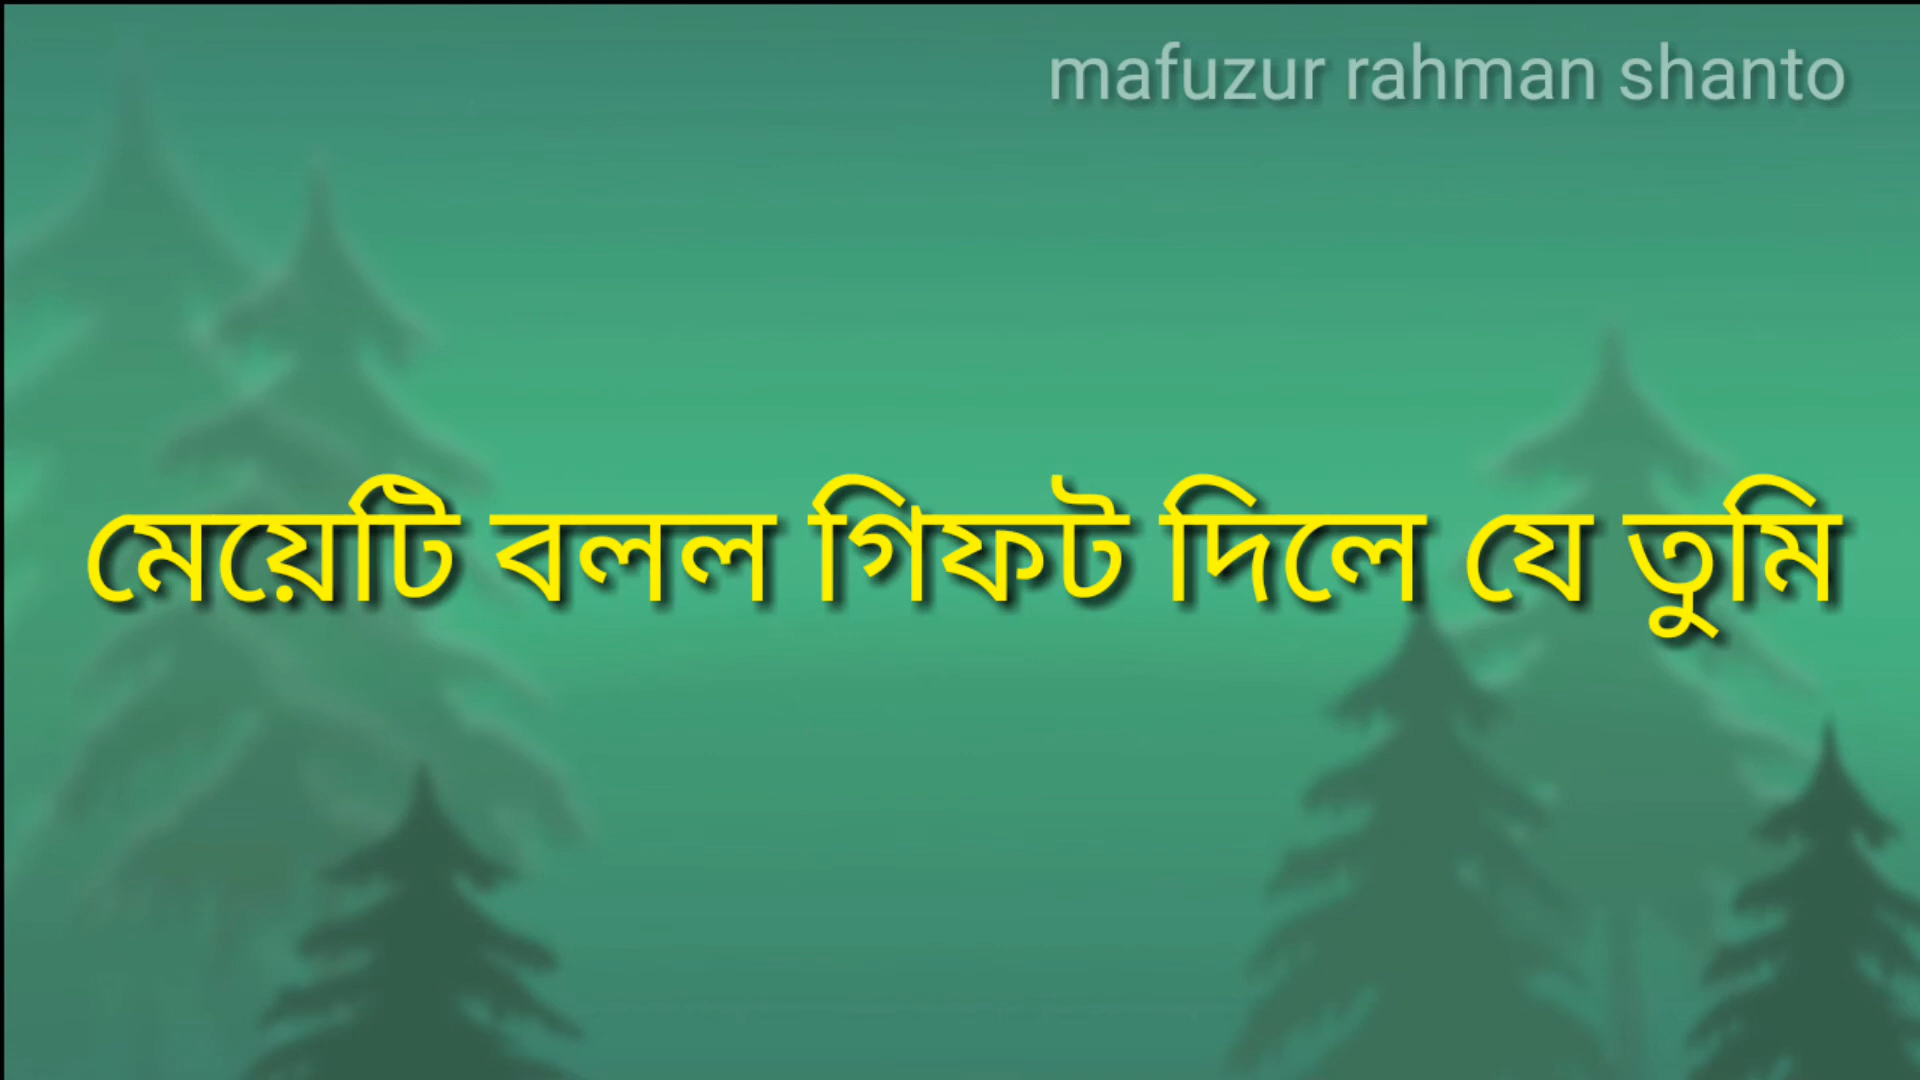 mafuzur rahman shanto
মেয়েটি বলল গিফট দিলে যে তুমি